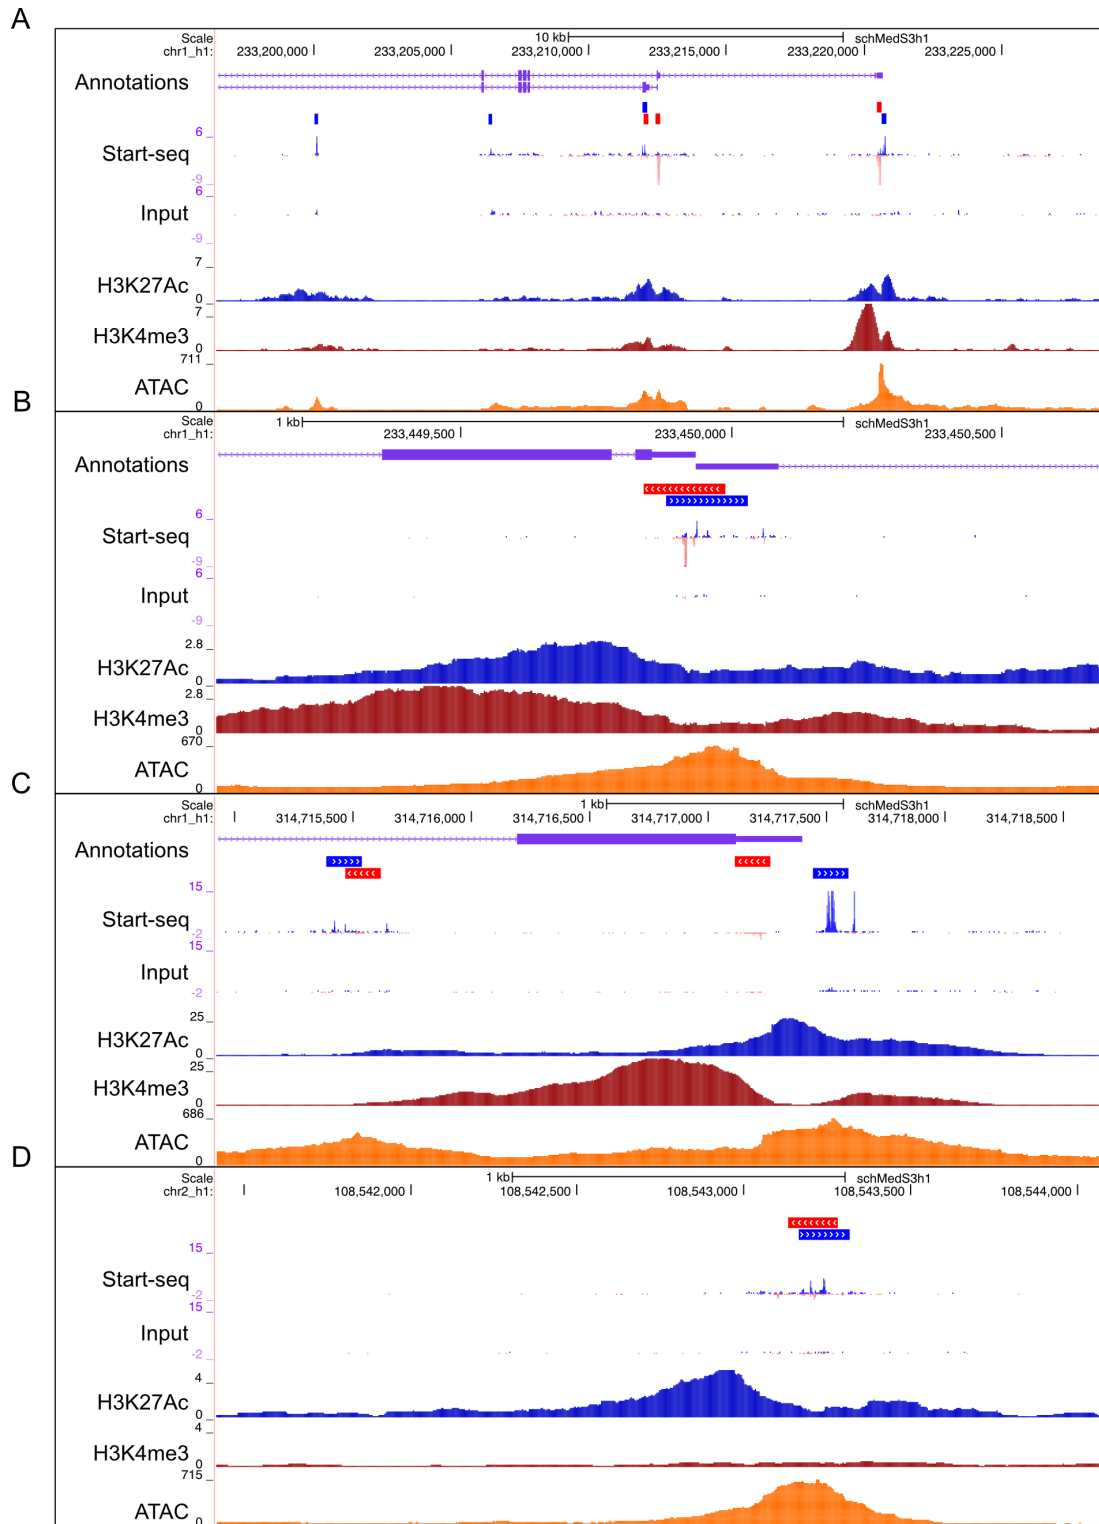 A
Scale 10 kb schMedS3h1
chr1_h1: 233,200,000 233,205,000 233,210,000 233,215,000 233,220,000 233,225,000
Annotations
6
Start-seq
-9
6
Input
-9
7
H3K27Ac
0
7
H3K4me3
0
711
ATAC
0
B
Scale 1 kb schMedS3h1
chr1_h1: 233,449,500 233,450,000 233,450,500
Annotations
6
Start-seq
-9
6
Input
-9
2.8
H3K27Ac
0
2.8
H3K4me3
0
670
ATAC
0
C
Scale 1 kb schMedS3h1
chr1_h1: 314,715,500 314,716,000 314,716,500 314,717,000 314,717,500 314,718,000 314,718,500
Annotations
15
Start-seq
-2
15
Input
-2
25
H3K27Ac
0
25
H3K4me3
0
686
ATAC
0
D
Scale 1 kb schMedS3h1
chr2_h1: 108,542,000 108,542,500 108,543,000 108,543,500 108,544,000
15
Start-seq
-2
15
Input
-2
4
H3K27Ac
0
4
H3K4me3
0
715
ATAC
0